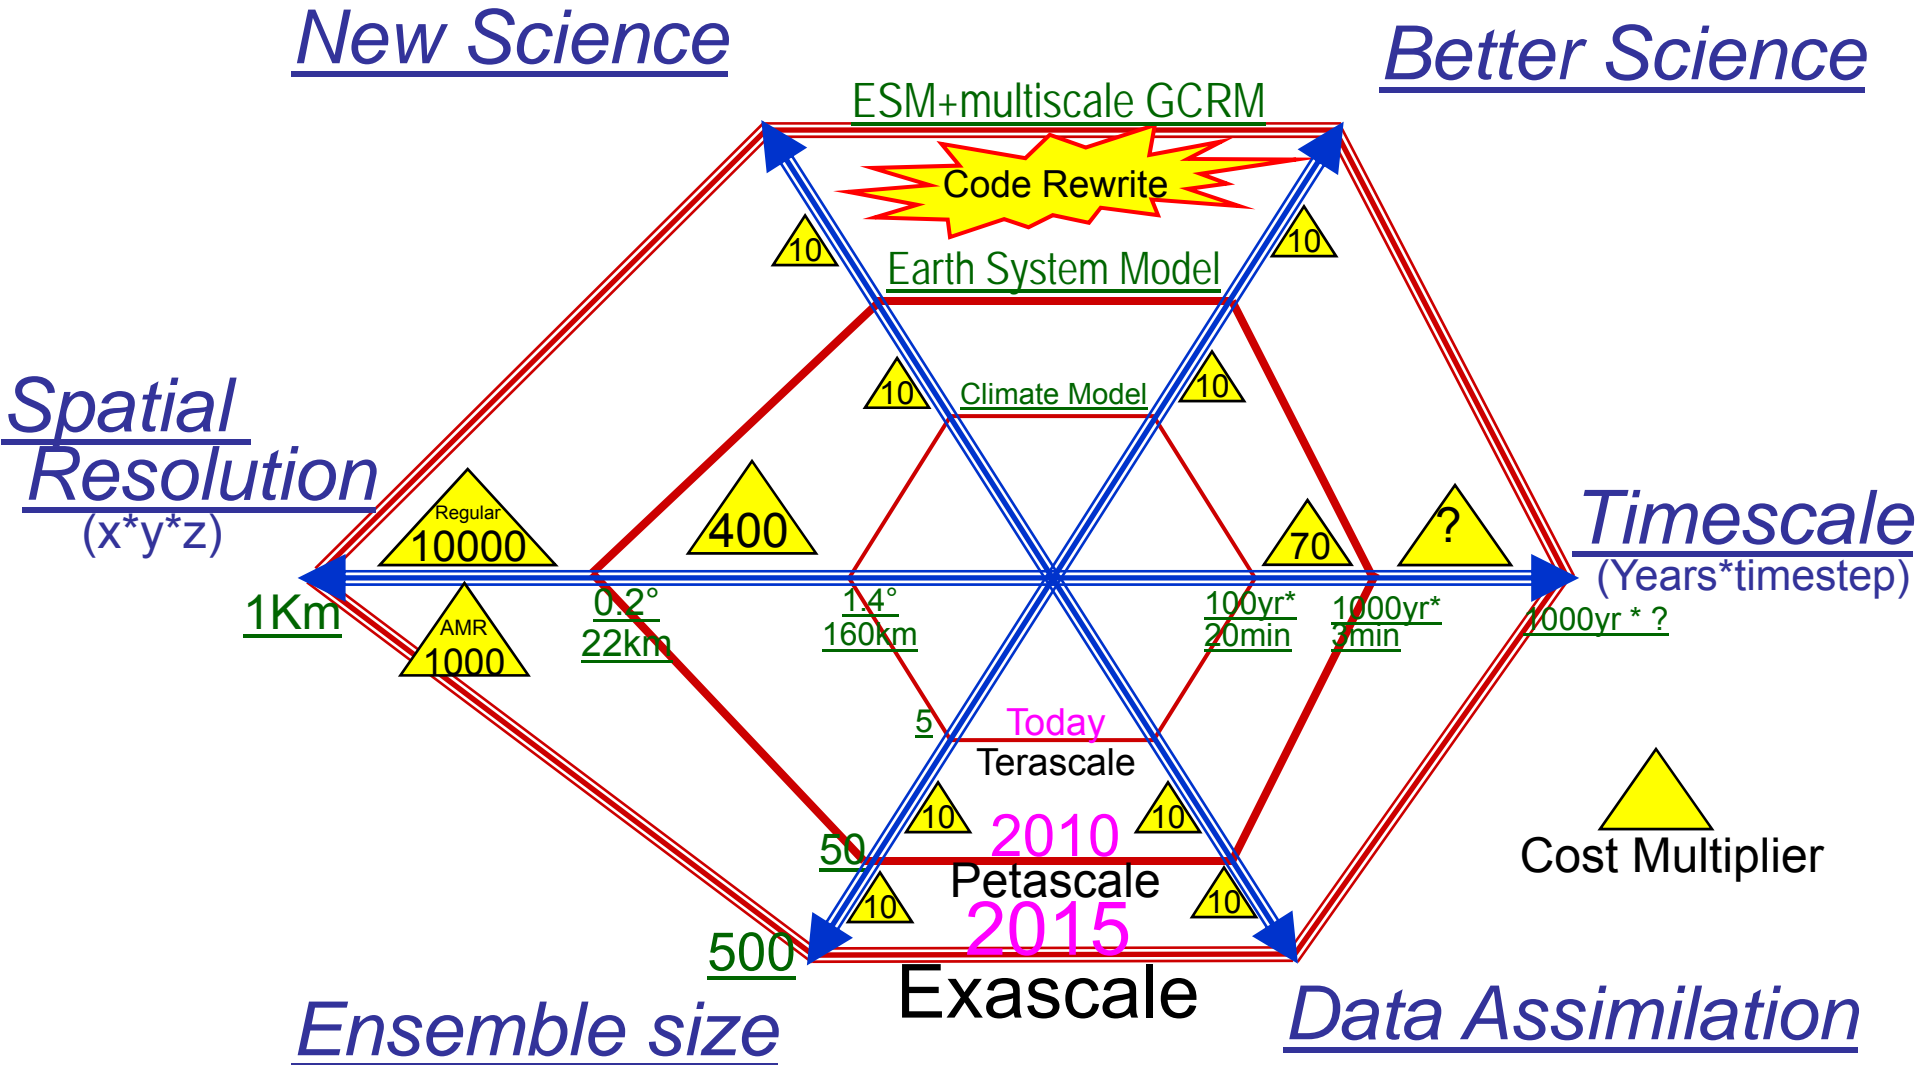 New Science
Better Science
ESM+multiscale GCRM
Code Rewrite
10
10
Earth System Model
10
10
Climate Model
Spatial
Resolution
(x*y*z)
Regular
10000
400
70
?
Timescale
(Years*timestep)
1Km
AMR
1000
0.2°
22km
1.4°
160km
100yr*
20min
1000yr*
3min
1000yr * ?
5
Today
Terascale
10
10
2010
50
Petascale
10
10
2015
500
Exascale
Cost Multiplier
Ensemble size
Data Assimilation